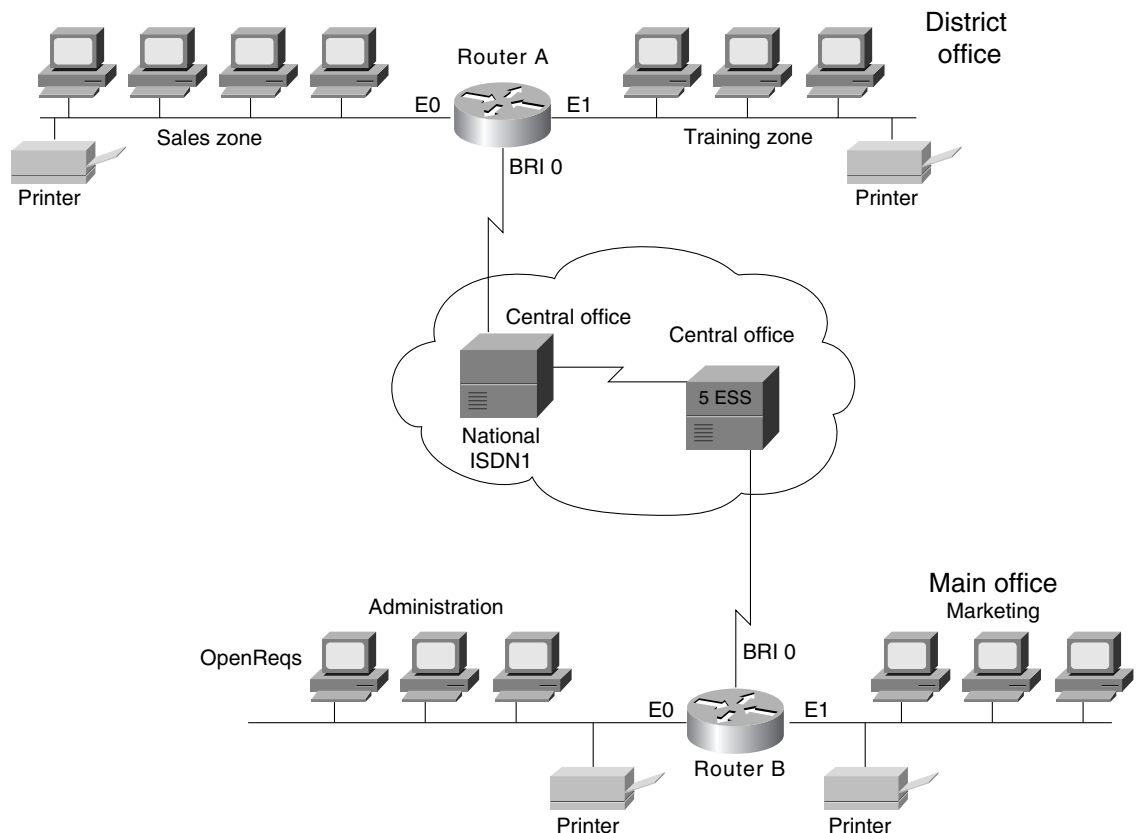 District
office
Router A
E0
E1
Sales zone
Training zone
BRI 0
Printer
Printer
Central office
Central office
5 ESS
National
ISDN1
Main office
Marketing
Administration
OpenReqs
BRI 0
E0
E1
Router B
Printer
Printer